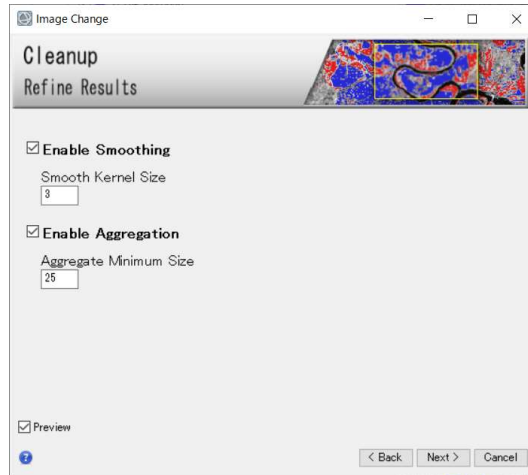 Image Change
Cleanup
Refine Results
Enable Smoothing
Smooth Kernel Size
3
Enable Aggregation
Aggregate Minimum Size
25
Preview
?
< Back Next > Cancel